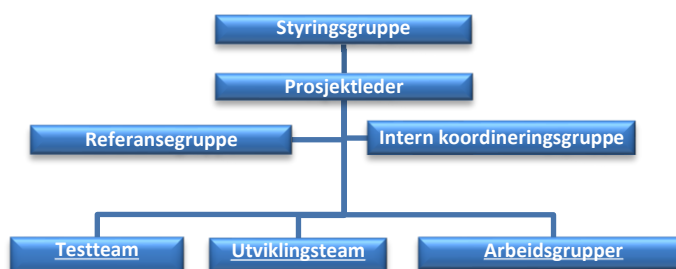 Styringsgruppe
Prosjektleder
Referansegruppe
Intern koordineringsgruppe
Testteam
Utviklingsteam
Arbeidsgrupper